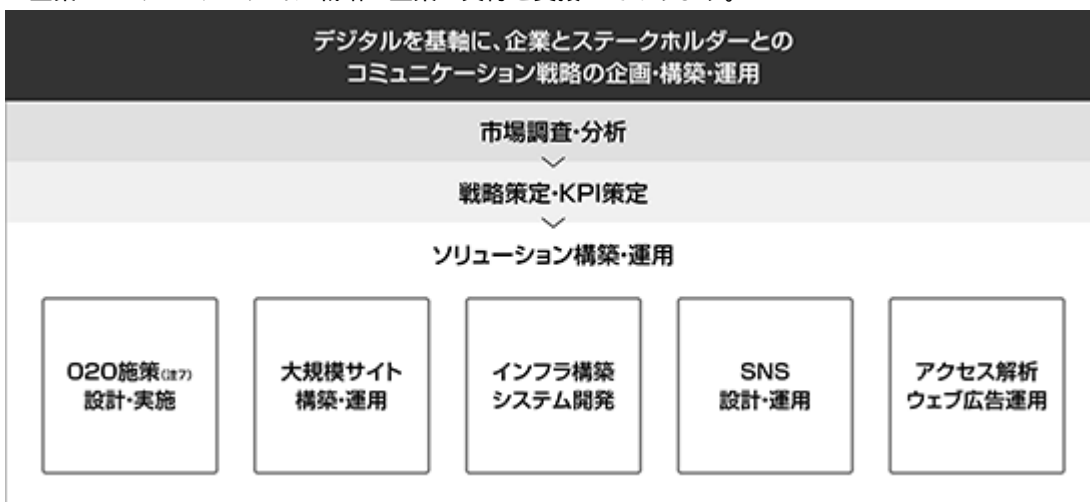 デジタルを基軸に、企業とステークホルダーとの
コミュニケーション戦略の企画・構築・運用
市場調査・分析
戦略策定・KPI策定
ソリューション構築・運用
O2O施策(注7)
設計・実施
大規模サイト
構築・運用
インフラ構築
システム開発
SNS
設計・運用
アクセス解析
ウェブ広告運用